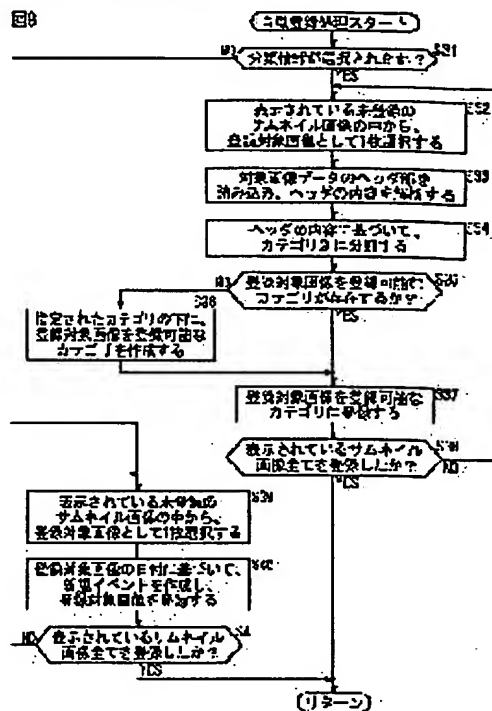 自動登録処理スタート
NO
分類情報が選択されたか？
S31
YES
S32
表示されている未登録の
サムネイル画像の中から、
登録対象画像として1枚選択する
S33
対象画像データのヘッダ部を
読み込み、ヘッダの内容を解析する
S34
ヘッダの内容に基づいて、
カテゴリ別に分類する
NO
登録対象画像を登録可能な
カテゴリが存在するか？
YES
S36
指定されたカテゴリの下に、
登録対象画像を登録可能な
カテゴリを作成する
S37
登録対象画像を登録可能な
カテゴリに登録する
表示されているサムネイル
画像全てを登録したか？
NO
YES
S39
表示されている未登録の
サムネイル画像の中から、
登録対象画像として1枚選択する
登録対象画像の日付に基づいて、
新規イベントを作成し、
登録対象画像を登録する
NO
表示されているサムネイル
画像全てを登録したか？
YES
リターン